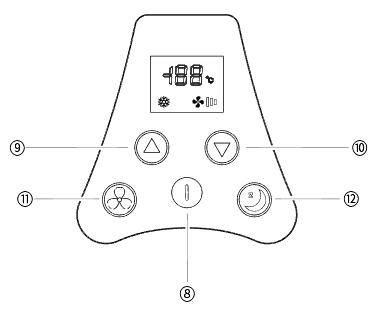 -188 °C
⑨ ⑩
⑪ ⑫
⑧